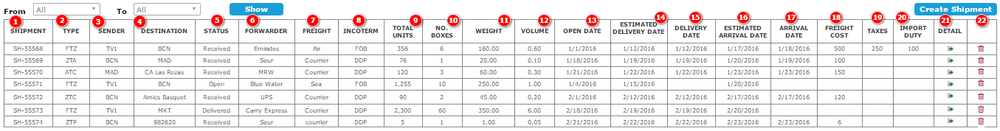 From All To All Show Create Shipment
1 2 3 4 5 6 7 8 9 10 11 12 13 14 15 16 17 18 19 20 21 22
SHIPMENT TYPE SENDER DESTINATION STATUS FORWARDER FREIGHT INCOTERM TOTAL UNITS NO. BOXES WEIGHT VOLUME OPEN DATE ESTIMATED DELIVERY DATE DELIVERY DATE ESTIMATED ARRIVAL DATE ARRIVAL DATE FREIGHT COST TAXES IMPORT DUTY DETAIL
SH-55568 FTZ TV1 BCN Received Emirates Air FOB 356 6 160.00 0.60 1/1/2016 1/12/2016 1/12/2016 1/17/2016 1/18/2016 500 250 100
SH-55569 ZTA BCN MAD Received Seur Courrier DDP 76 1 20.00 0.10 1/18/2016 1/19/2016 1/19/2016 1/20/2016 1/19/2016 100
SH-55570 ATC MAD CA Las Rozas Received MRW Courrier DDP 120 3 60.00 0.30 1/21/2016 1/22/2016 1/22/2016 1/23/2016 1/23/2016 150
SH-55571 FTZ TV1 BCN Open Blue Water Sea FOB 1,255 10 250.00 1.00 1/4/2016 1/15/2016 1/20/2016
SH-55572 ZTC BCN Amics Basquet Received UPS Courrier DDP 90 2 45.00 0.20 2/1/2016 2/12/2016 2/12/2016 2/17/2016 2/17/2016 120
SH-55573 FTZ TV1 MKT Delivered Carry Express Courrier DDP 2,300 60 350.00 6.00 2/18/2016 2/19/2016 2/19/2016 2/20/2016
SH-55574 ZTP BCN 982620 Received Seur courrier DDP 5 1 1.00 0.05 2/21/2016 2/22/2016 2/22/2016 2/23/2016 2/23/2016 6